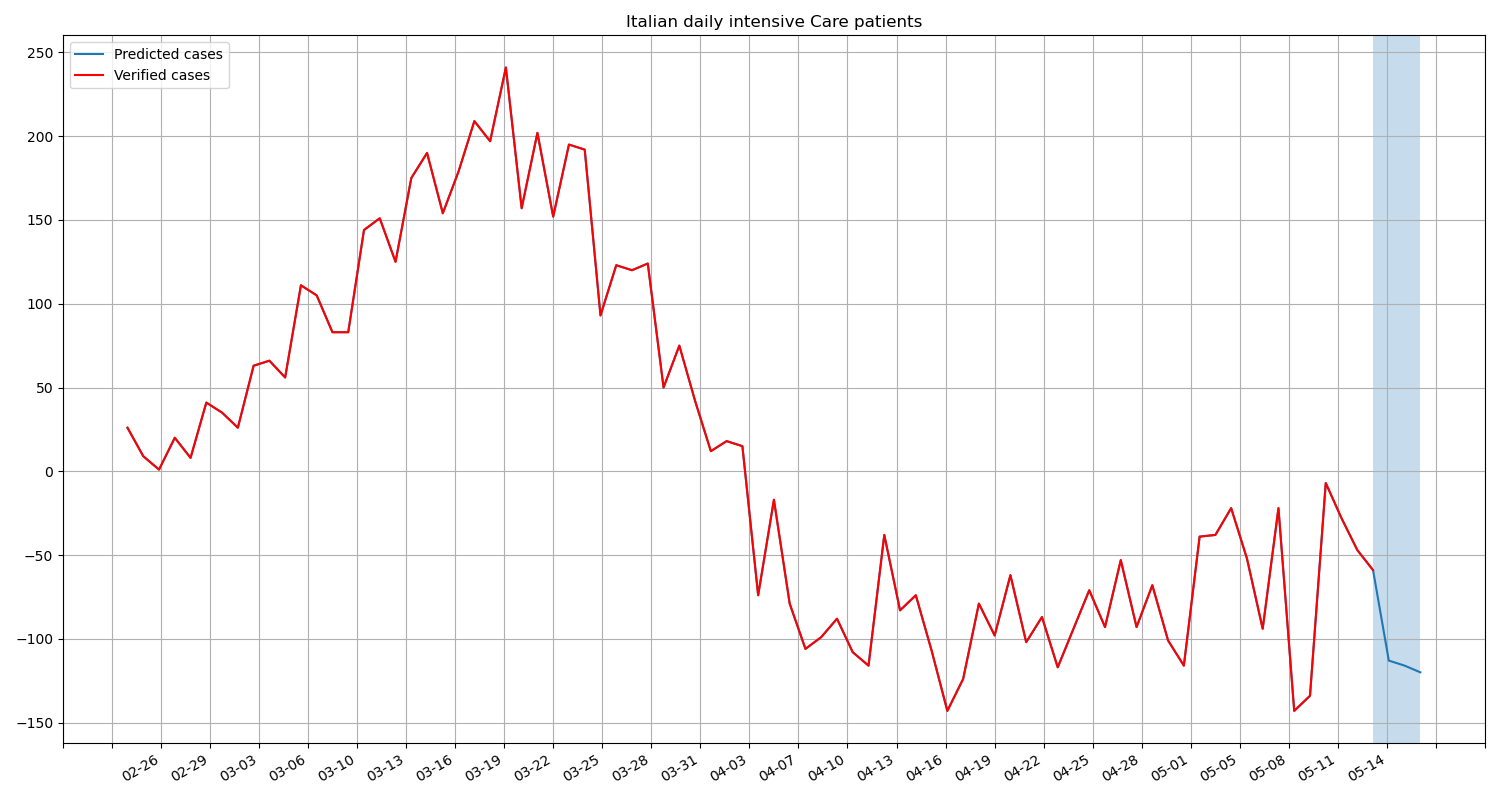 Italian daily intensive Care patients
Predicted cases
Verified cases
250
200
150
100
50
0
−50
−100
−150
02-26 02-29 03-03 03-06 03-10 03-13 03-16 03-19 03-22 03-25 03-28 03-31 04-03 04-07 04-10 04-13 04-16 04-19 04-22 04-25 04-28 05-01 05-05 05-08 05-11 05-14